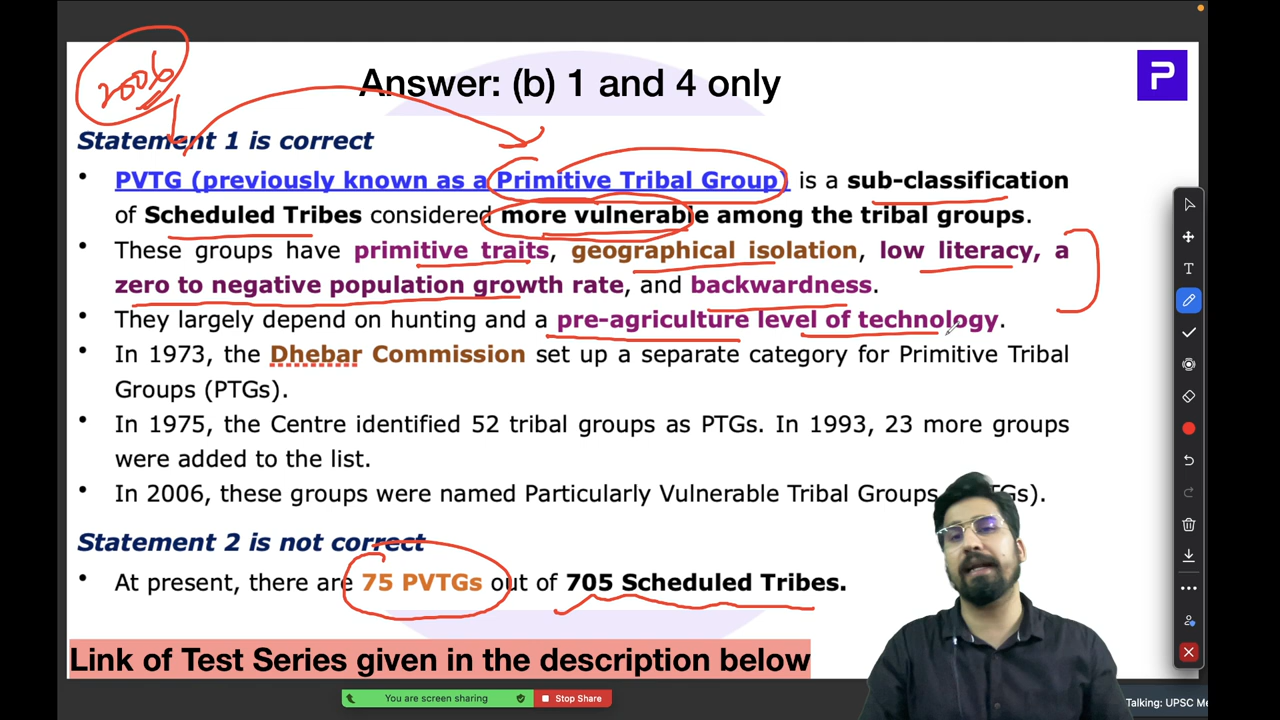 2006
Answer: (b) 1 and 4 only
P
Statement 1 is correct
• PVTG (previously known as a Primitive Tribal Group) is a sub-classification
of Scheduled Tribes considered more vulnerable among the tribal groups.
• These groups have primitive traits, geographical isolation, low literacy, a
zero to negative population growth rate, and backwardness.
• They largely depend on hunting and a pre-agriculture level of technology.
• In 1973, the Dhebar Commission set up a separate category for Primitive Tribal
Groups (PTGs).
• In 1975, the Centre identified 52 tribal groups as PTGs. In 1993, 23 more groups
were added to the list.
• In 2006, these groups were named Particularly Vulnerable Tribal Groups TGs).
Statement 2 is not correct
• At present, there are 75 PVTGs out of 705 Scheduled Tribes.
Link of Test Series given in the description below
You are screen sharing Stop Share
Talking: UPSC Me
T